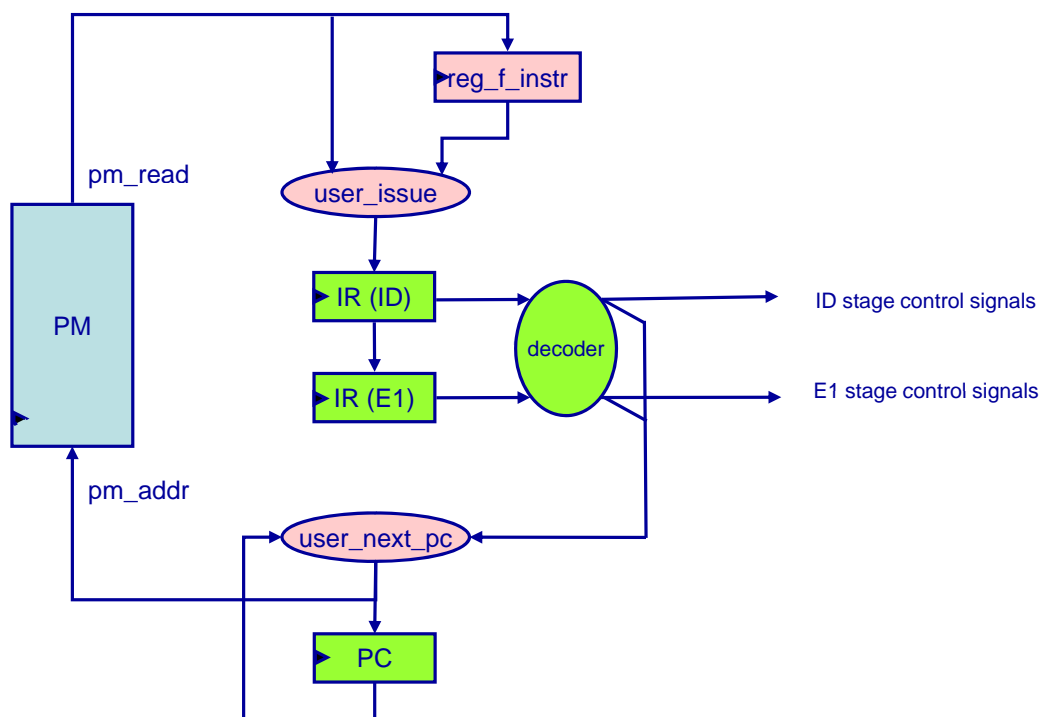 reg_f_instr
pm_read
user_issue
IR (ID)
ID stage control signals
PM
decoder
IR (E1)
E1 stage control signals
pm_addr
user_next_pc
PC